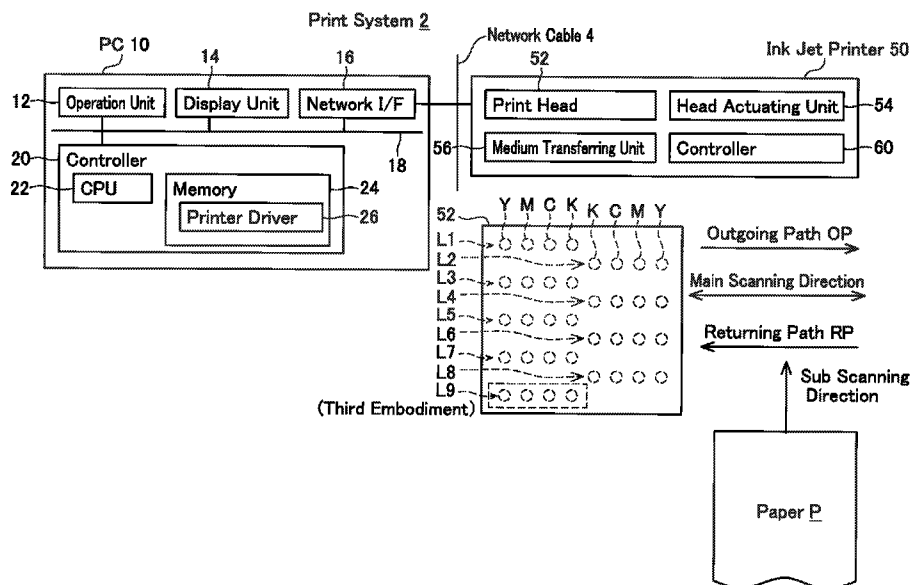 Print System 2
PC 10
Network Cable 4
Ink Jet Printer 50
14
16
52
12
Operation Unit
Display Unit
Network I/F
Print Head
Head Actuating Unit
54
18
56
Medium Transferring Unit
Controller
60
20
Controller
22
CPU
Memory
24
Printer Driver
26
52
Y M C K K C M Y
L1
L2
L3
L4
L5
L6
L7
L8
L9
(Third Embodiment)
Outgoing Path OP
Main Scanning Direction
Returning Path RP
Sub Scanning
Direction
Paper P